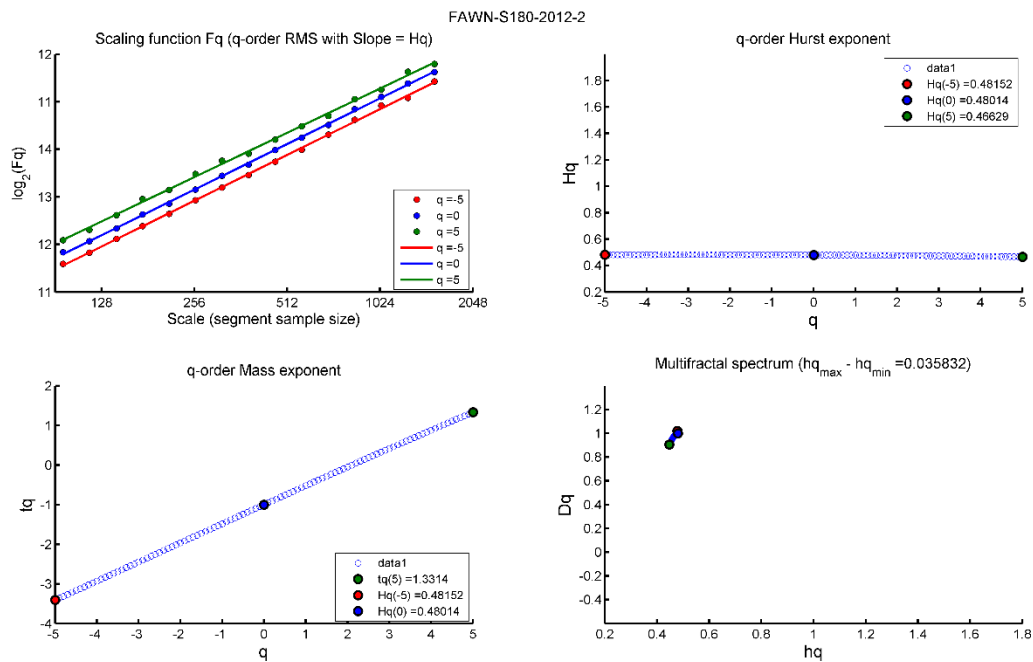 FAWN-S180-2012-2
Scaling function Fq (q-order RMS with Slope = Hq)
12
11
14
13
12
11
log2(Fq)
128 256 512 1024 2048
Scale (segment sample size)
q =-5
q =0
q =5
q =-5
q =0
q =5
q-order Hurst exponent
1.8
1.6
1.4
1.2
1
0.8
0.6
0.4
0.2
Hq
-5 -4 -3 -2 -1 0 1 2 3 4 5
q
data1
Hq(-5) =0.48152
Hq(0) =0.48014
Hq(5) =0.46629
q-order Mass exponent
2
1
0
-1
-2
-3
-4
tq
-5 -4 -3 -2 -1 0 1 2 3 4 5
q
data1
tq(5) =1.3314
Hq(-5) =0.48152
Hq(0) =0.48014
Multifractal spectrum (hqmax - hqmin =0.035832)
1.2
1
0.8
0.6
0.4
0.2
0
-0.2
-0.4
-0.6
Dq
0.2 0.4 0.6 0.8 1 1.2 1.4 1.6 1.8
hq